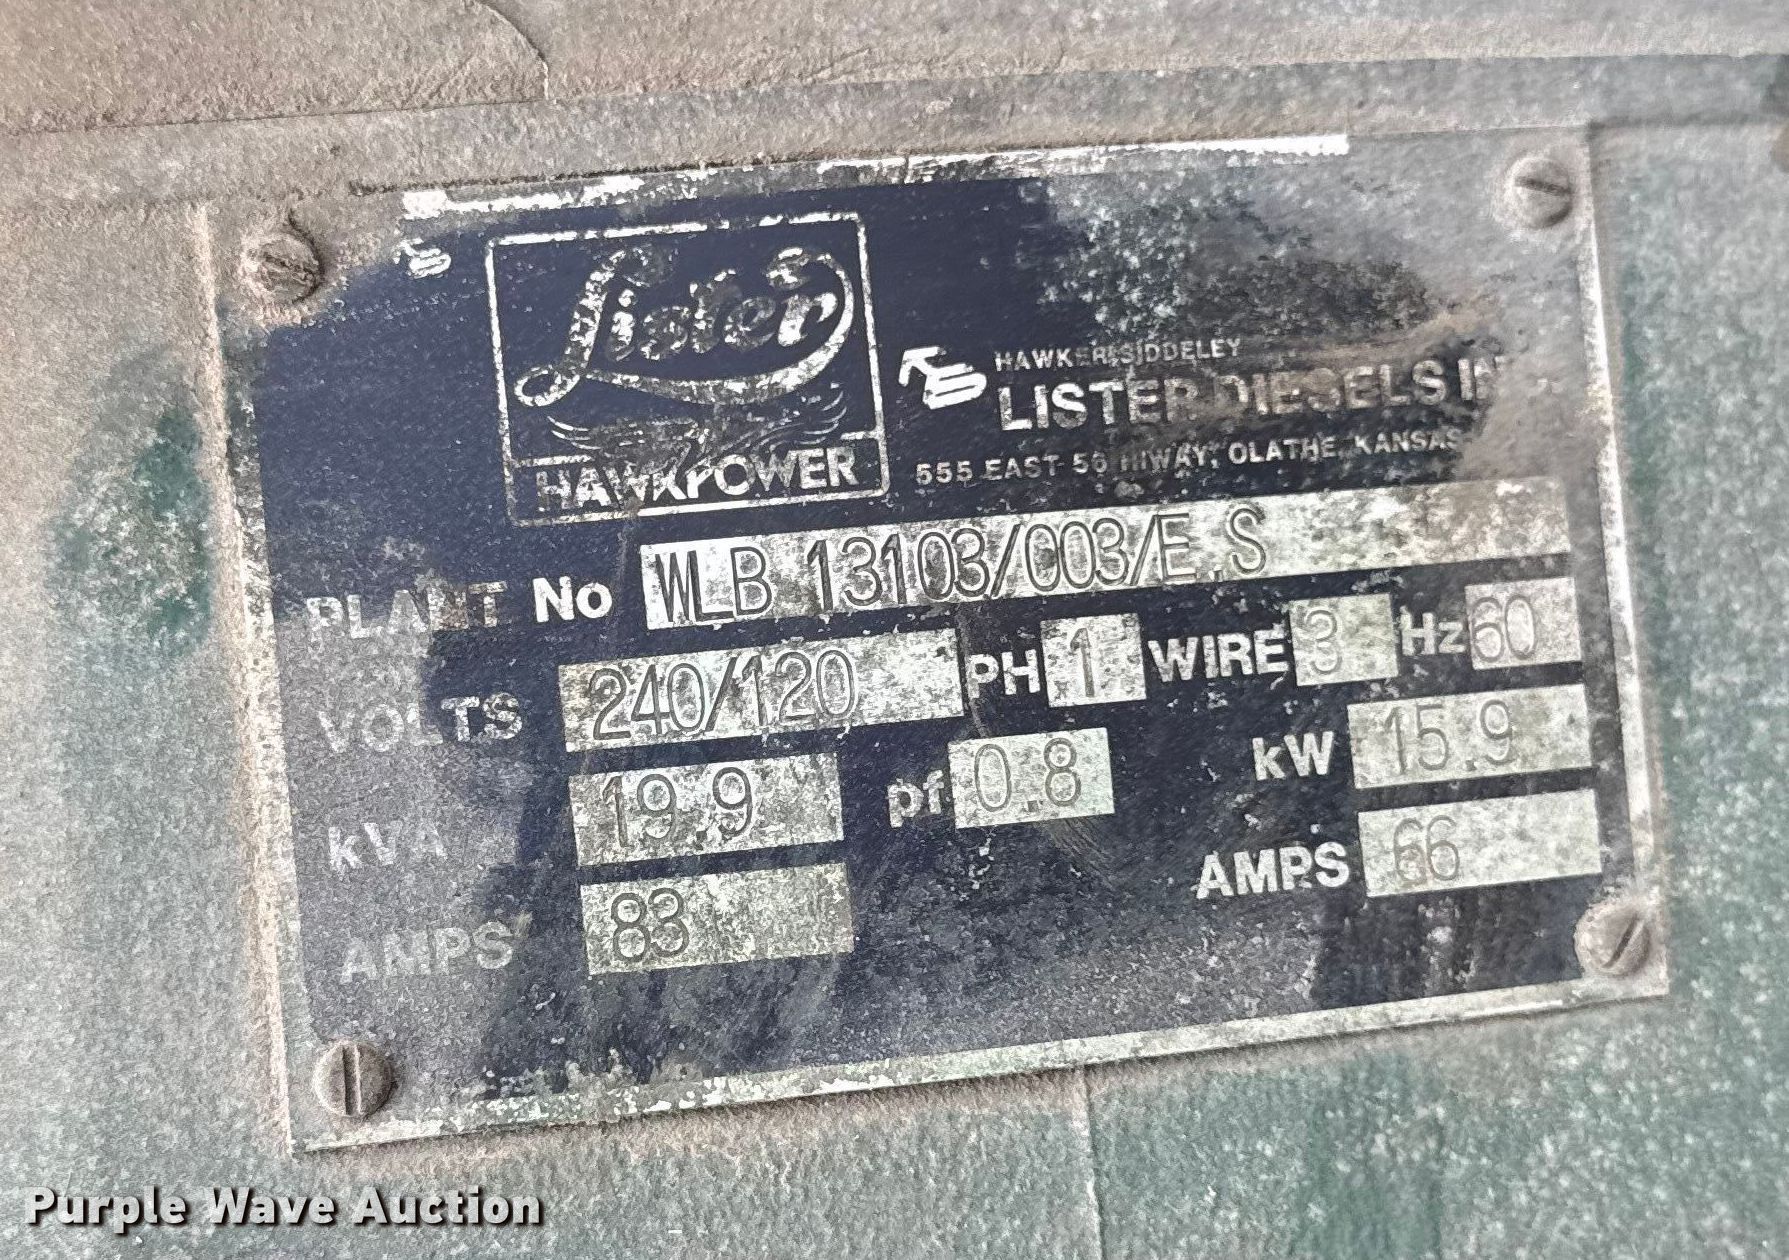 Lister
HAWKPOWER
HAWKER SIDDELEY
LISTER DIESELS
555 EAST 56 HIWAY, OLATHE, KANSAS
PLANT No WLB 13103/003/E.S
VOLTS 240/120 PH 1 WIRE 3 Hz 60
kVA 19.9 pf 0.8 kW 15.9
AMPS 83 AMPS 66
Purple Wave Auction